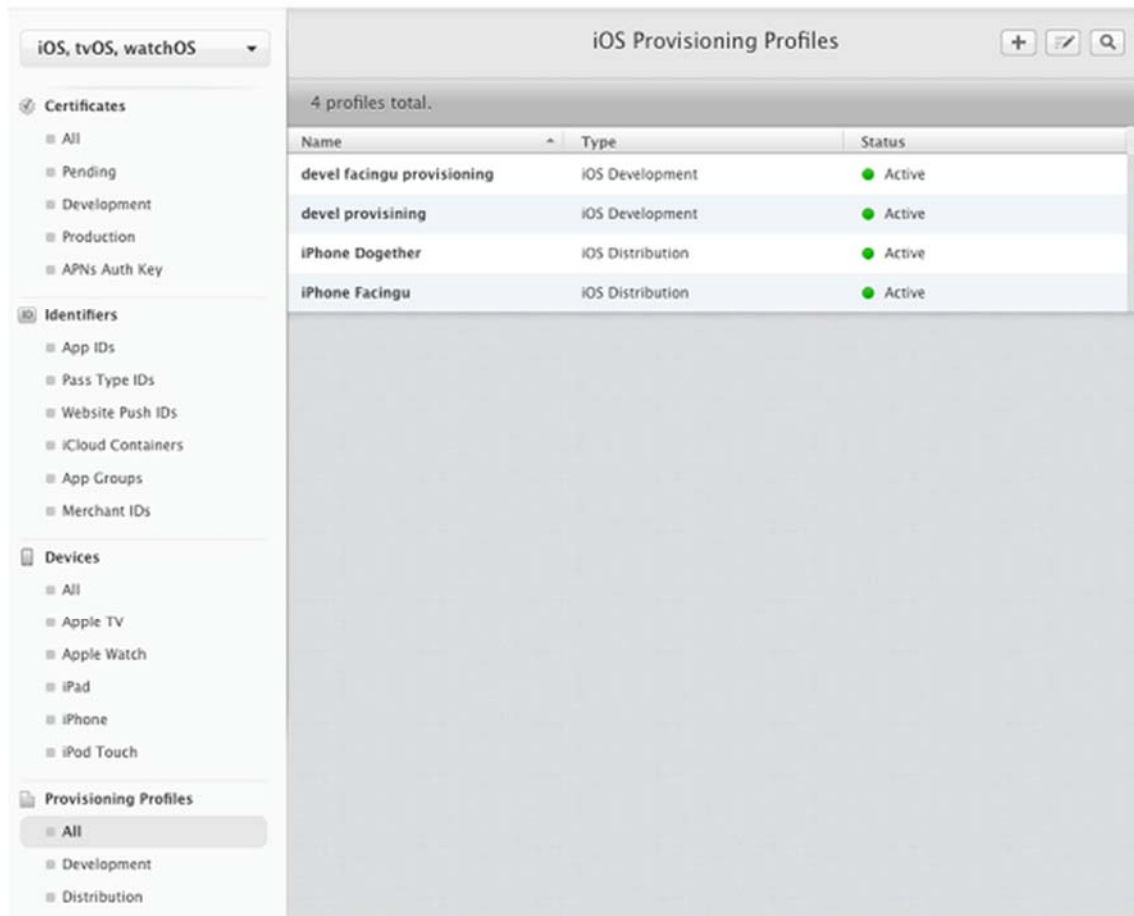 iOS, tvOS, watchOS
Certificates
All
Pending
Development
Production
APNs Auth Key
Identifiers
App IDs
Pass Type IDs
Website Push IDs
iCloud Containers
App Groups
Merchant IDs
Devices
All
Apple TV
Apple Watch
iPad
iPhone
iPod Touch
Provisioning Profiles
All
Development
Distribution
iOS Provisioning Profiles
4 profiles total.
Name Type Status
devel facingu provisioning iOS Development Active
devel provisining iOS Development Active
iPhone Dogether iOS Distribution Active
iPhone Facingu iOS Distribution Active